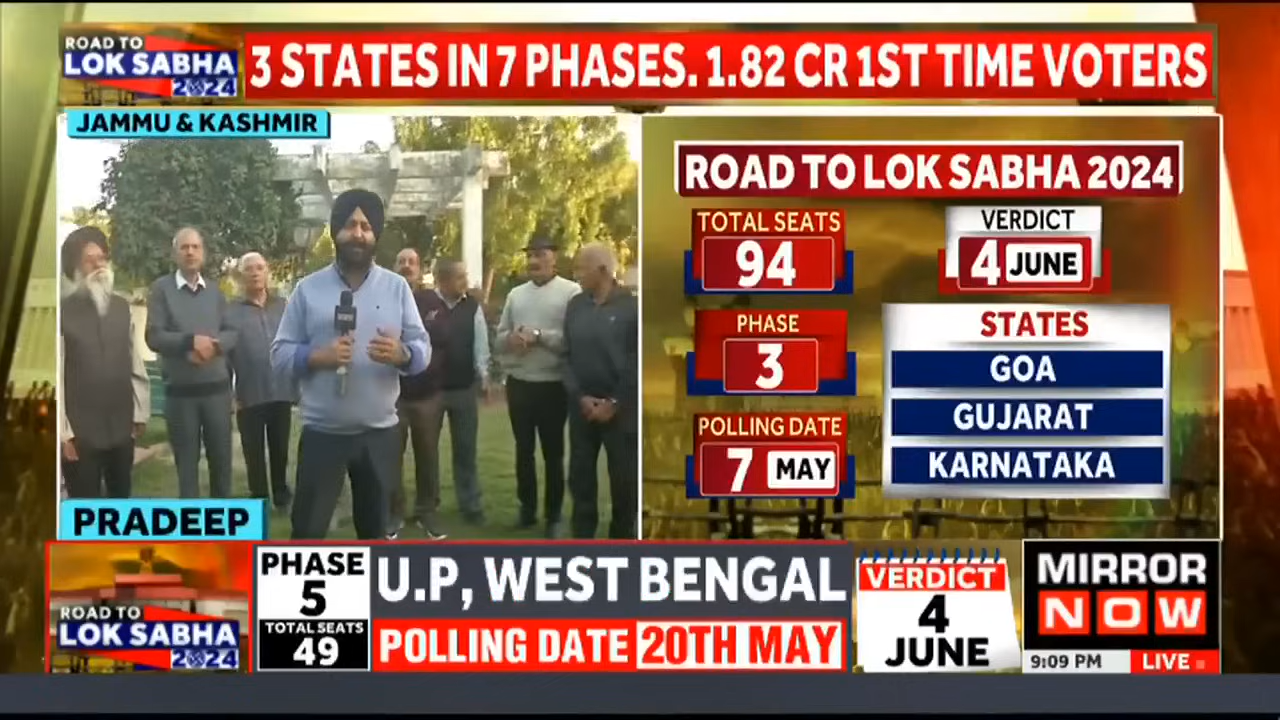 ROAD TO
LOK SABHA
2024
3 STATES IN 7 PHASES. 1.82 CR 1ST TIME VOTERS
JAMMU & KASHMIR
PRADEEP
ROAD TO LOK SABHA 2024
TOTAL SEATS
94
VERDICT
4 JUNE
PHASE
3
POLLING DATE
7 MAY
STATES
GOA
GUJARAT
KARNATAKA
ROAD TO
LOK SABHA
2024
PHASE
5
TOTAL SEATS
49
U.P, WEST BENGAL
POLLING DATE 20TH MAY
VERDICT
4
JUNE
MIRROR
NOW
9:09 PM LIVE